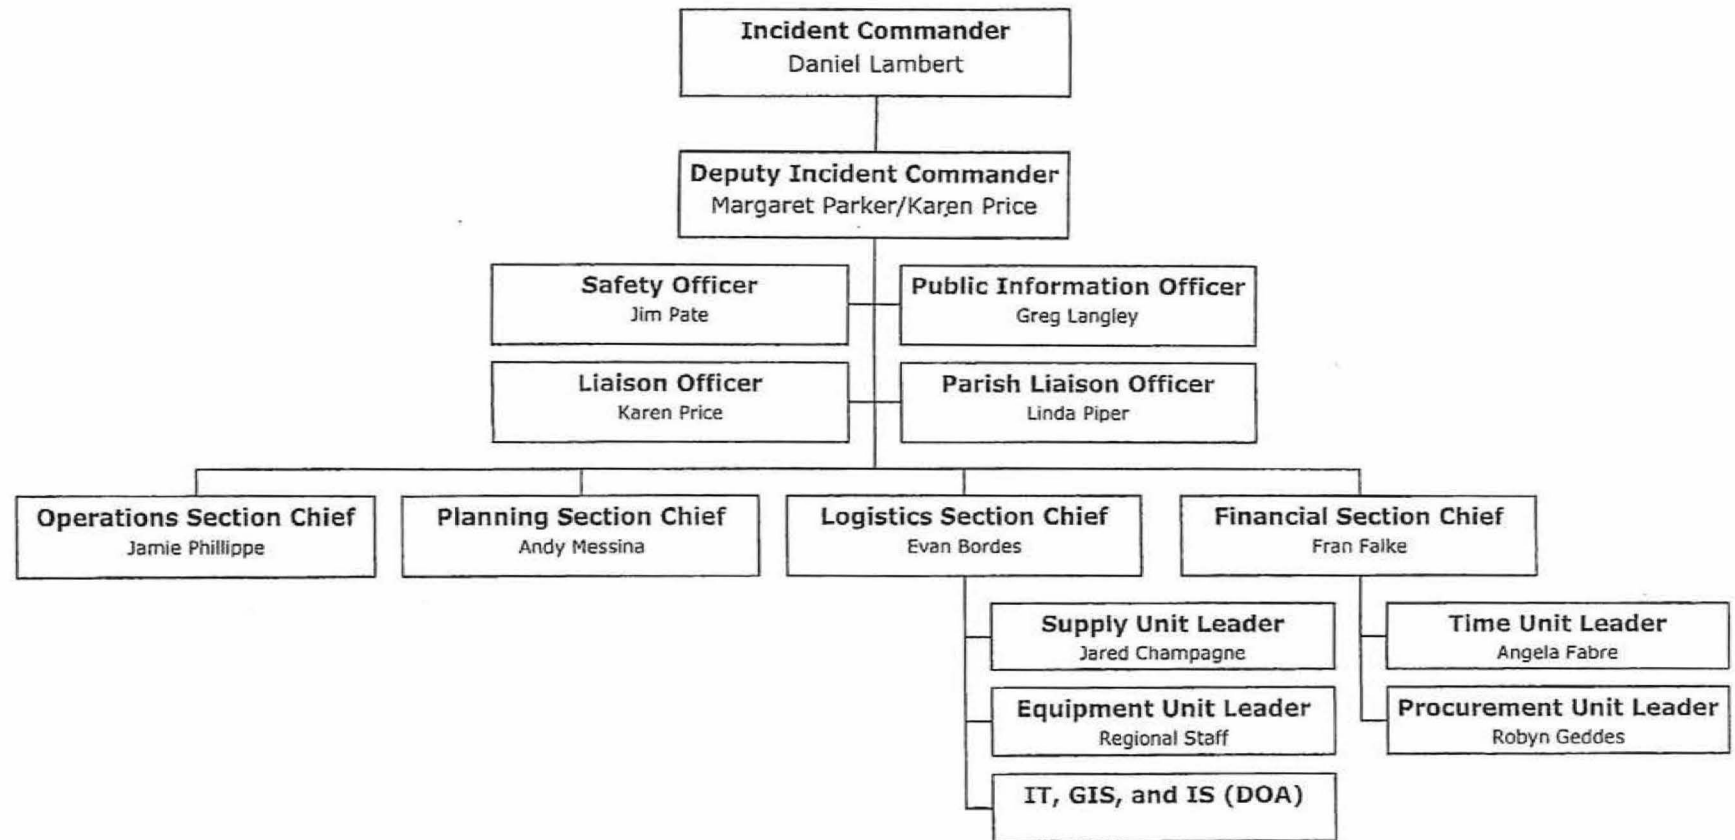 Incident Commander
Daniel Lambert
Deputy Incident Commander
Margaret Parker/Karen Price
Safety Officer
Jim Pate
Public Information Officer
Greg Langley
Liaison Officer
Karen Price
Parish Liaison Officer
Linda Piper
Operations Section Chief
Jamie Phillippe
Planning Section Chief
Andy Messina
Logistics Section Chief
Evan Bordes
Financial Section Chief
Fran Falke
Supply Unit Leader
Jared Champagne
Time Unit Leader
Angela Fabre
Equipment Unit Leader
Regional Staff
Procurement Unit Leader
Robyn Geddes
IT, GIS, and IS (DOA)